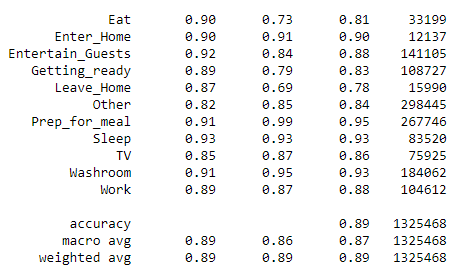 Eat 0.90 0.73 0.81 33199
Enter_Home 0.90 0.91 0.90 12137
Entertain_Guests 0.92 0.84 0.88 141105
Getting_ready 0.89 0.79 0.83 108727
Leave_Home 0.87 0.69 0.78 15990
Other 0.82 0.85 0.84 298445
Prep_for_meal 0.91 0.99 0.95 267746
Sleep 0.93 0.93 0.93 83520
TV 0.85 0.87 0.86 75925
Washroom 0.91 0.95 0.93 184062
Work 0.89 0.87 0.88 104612
accuracy 0.89 1325468
macro avg 0.89 0.86 0.87 1325468
weighted avg 0.89 0.89 0.89 1325468